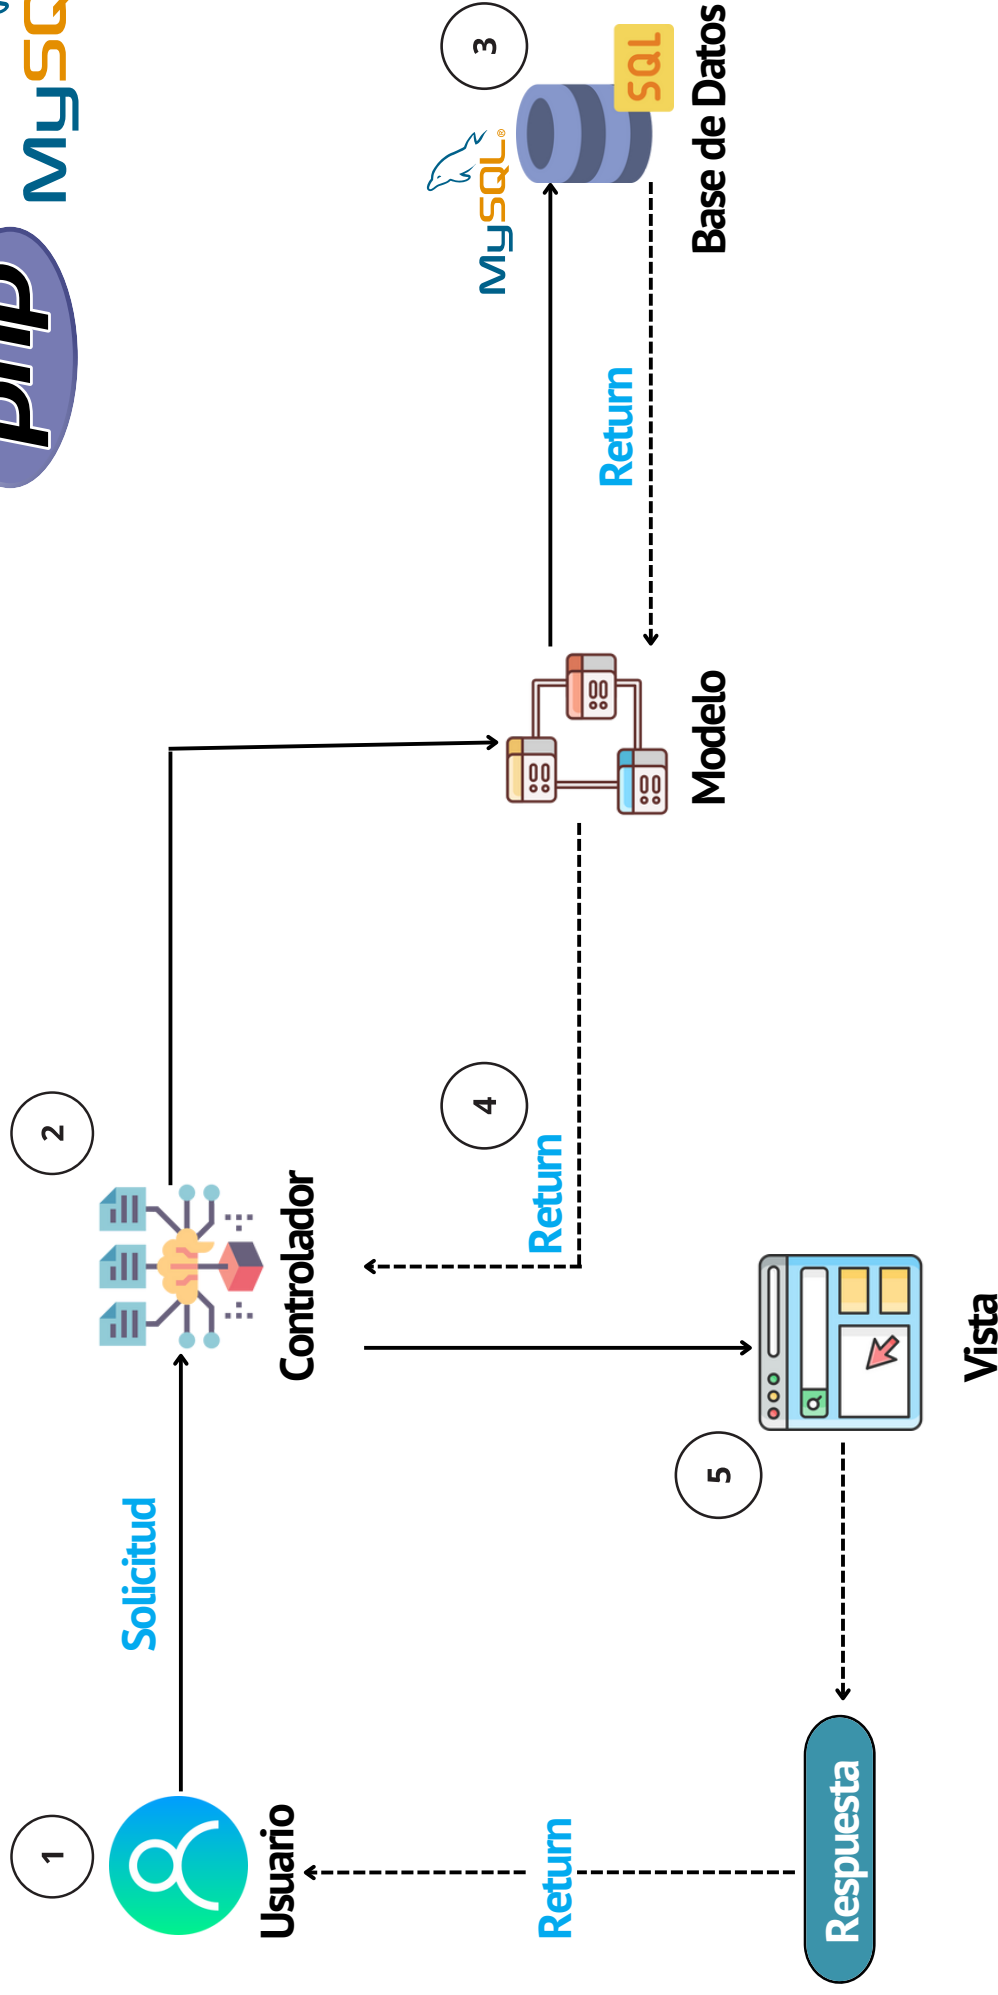 php
MySQ
1
2
Solicitud
Usuario
Controlador
3
MySQL®
SQL
4
Return
Return
Return
Modelo
Base de Datos
5
Respuesta
Vista